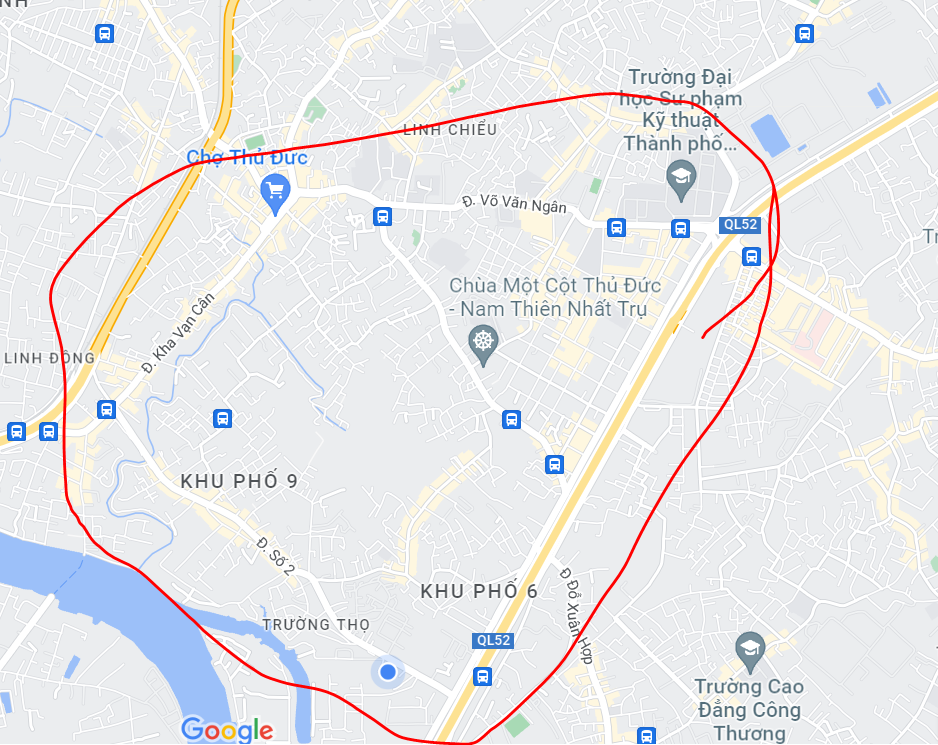 Trường Đại
học Sư phạm
Kỹ thuật
Thành phố...
LINH CHIỂU
Chợ Thủ Đức
Đ. Võ Văn Ngân
QL52
Chùa Một Cột Thủ Đức
- Nam Thiên Nhất Trụ
Đ. Kha Vạn Cân
LINH ĐÔNG
KHU PHỐ 9
Đ. Số 2
KHU PHỐ 6
Đ Đỗ Xuân Hợp
TRƯỜNG THỌ
QL52
Trường Cao
Đẳng Công
Thương
Google